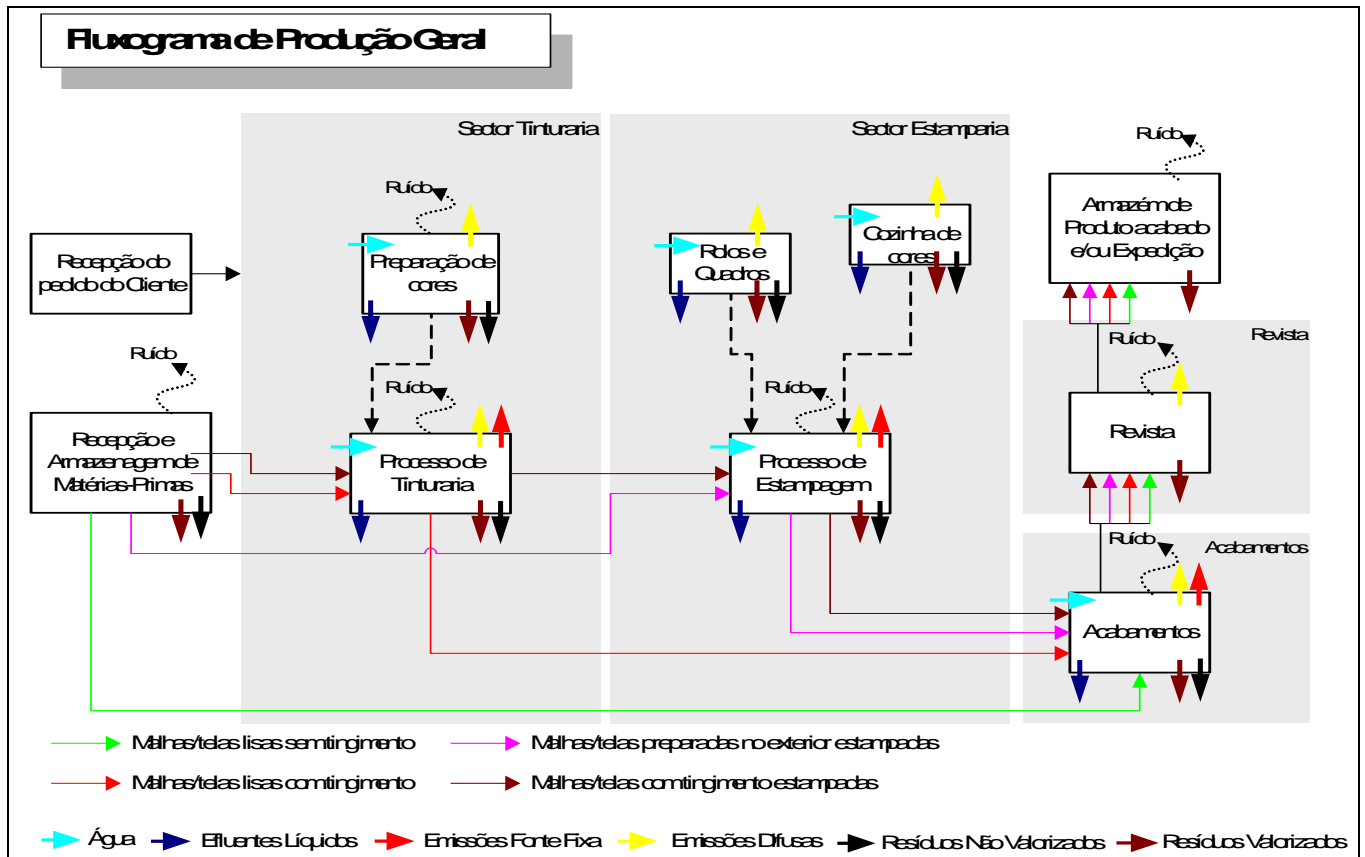 Fluxograma de Produção Geral
Sector Tinturaria
Sector Estamparia
Ruído
Armazém de
Produto acabado
e/ou Expedição
Ruído
Preparação de
cores
Rolos e
Quadros
Cozinha de
cores
Recepção do
pedido do Cliente
Revista
Ruído
Revista
Ruído
Recepção e
Armazenagem de
Matérias-Primas
Ruído
Processo de
Tinturaria
Ruído
Processo de
Estampagem
Acabamentos
Ruído
Acabamentos
Malhas/telas lisas sem tingimento
Malhas/telas preparadas no exterior estampadas
Malhas/telas lisas com tingimento
Malhas/telas com tingimento estampadas
Água
Efluentes Líquidos
Emissões Fonte Fixa
Emissões Difusas
Resíduos Não Valorizados
Resíduos Valorizados